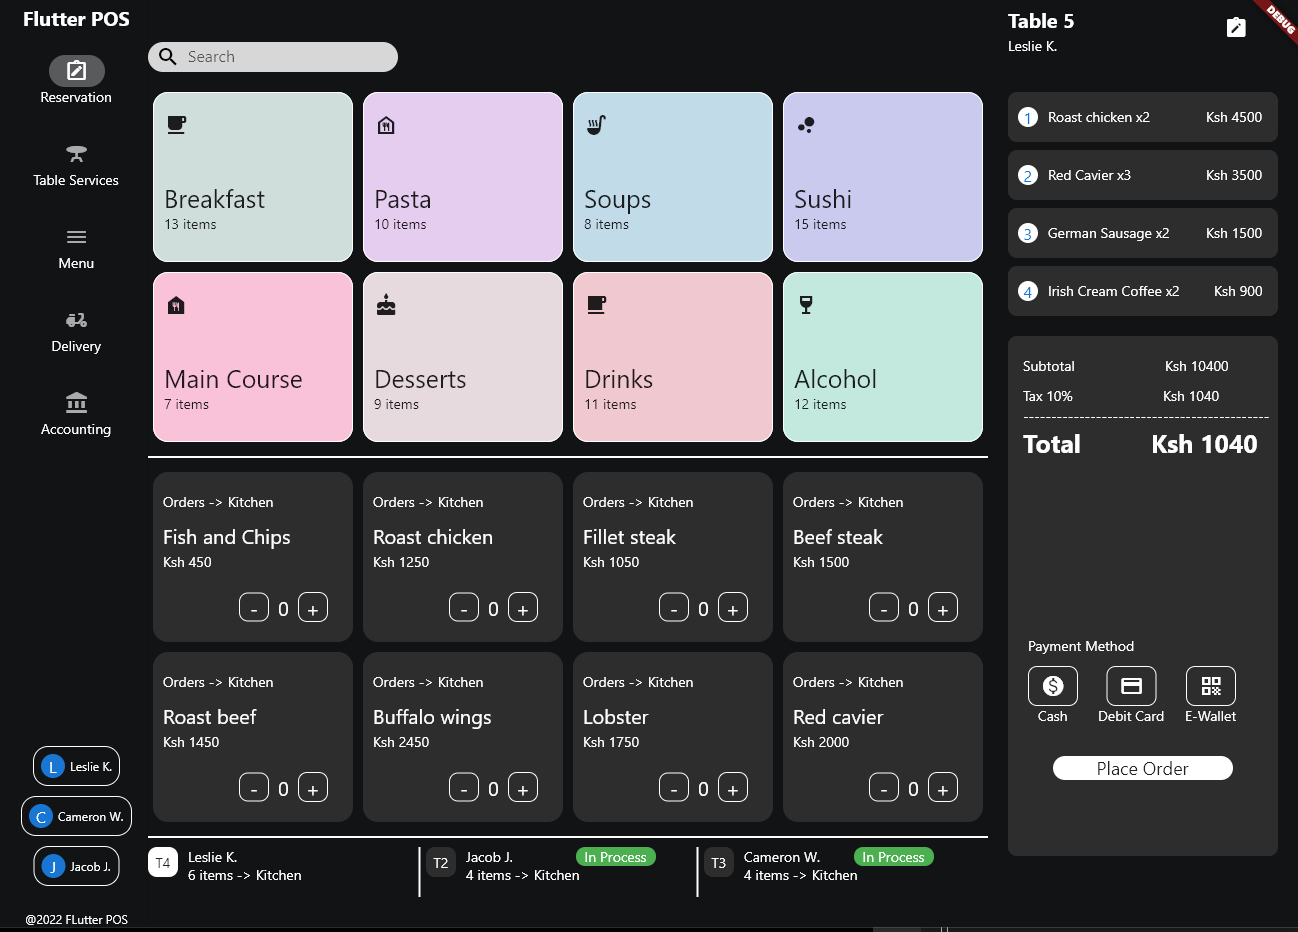 Flutter POS
Reservation
Table Services
Menu
Delivery
Accounting
L Leslie K.
C Cameron W.
J Jacob J.
@2022 FLutter POS
Search
Breakfast
13 items
Pasta
10 items
Soups
8 items
Sushi
15 items
Main Course
7 items
Desserts
9 items
Drinks
11 items
Alcohol
12 items
Orders -> Kitchen
Fish and Chips
Ksh 450
- 0 +
Orders -> Kitchen
Roast chicken
Ksh 1250
- 0 +
Orders -> Kitchen
Fillet steak
Ksh 1050
- 0 +
Orders -> Kitchen
Beef steak
Ksh 1500
- 0 +
Orders -> Kitchen
Roast beef
Ksh 1450
- 0 +
Orders -> Kitchen
Buffalo wings
Ksh 2450
- 0 +
Orders -> Kitchen
Lobster
Ksh 1750
- 0 +
Orders -> Kitchen
Red cavier
Ksh 2000
- 0 +
T4 Leslie K.
6 items -> Kitchen
T2 Jacob J. In Process
4 items -> Kitchen
T3 Cameron W. In Process
4 items -> Kitchen
Table 5
Leslie K.
DEBUG
1 Roast chicken x2 Ksh 4500
2 Red Cavier x3 Ksh 3500
3 German Sausage x2 Ksh 1500
4 Irish Cream Coffee x2 Ksh 900
Subtotal Ksh 10400
Tax 10% Ksh 1040
Total Ksh 1040
Payment Method
Cash Debit Card E-Wallet
Place Order